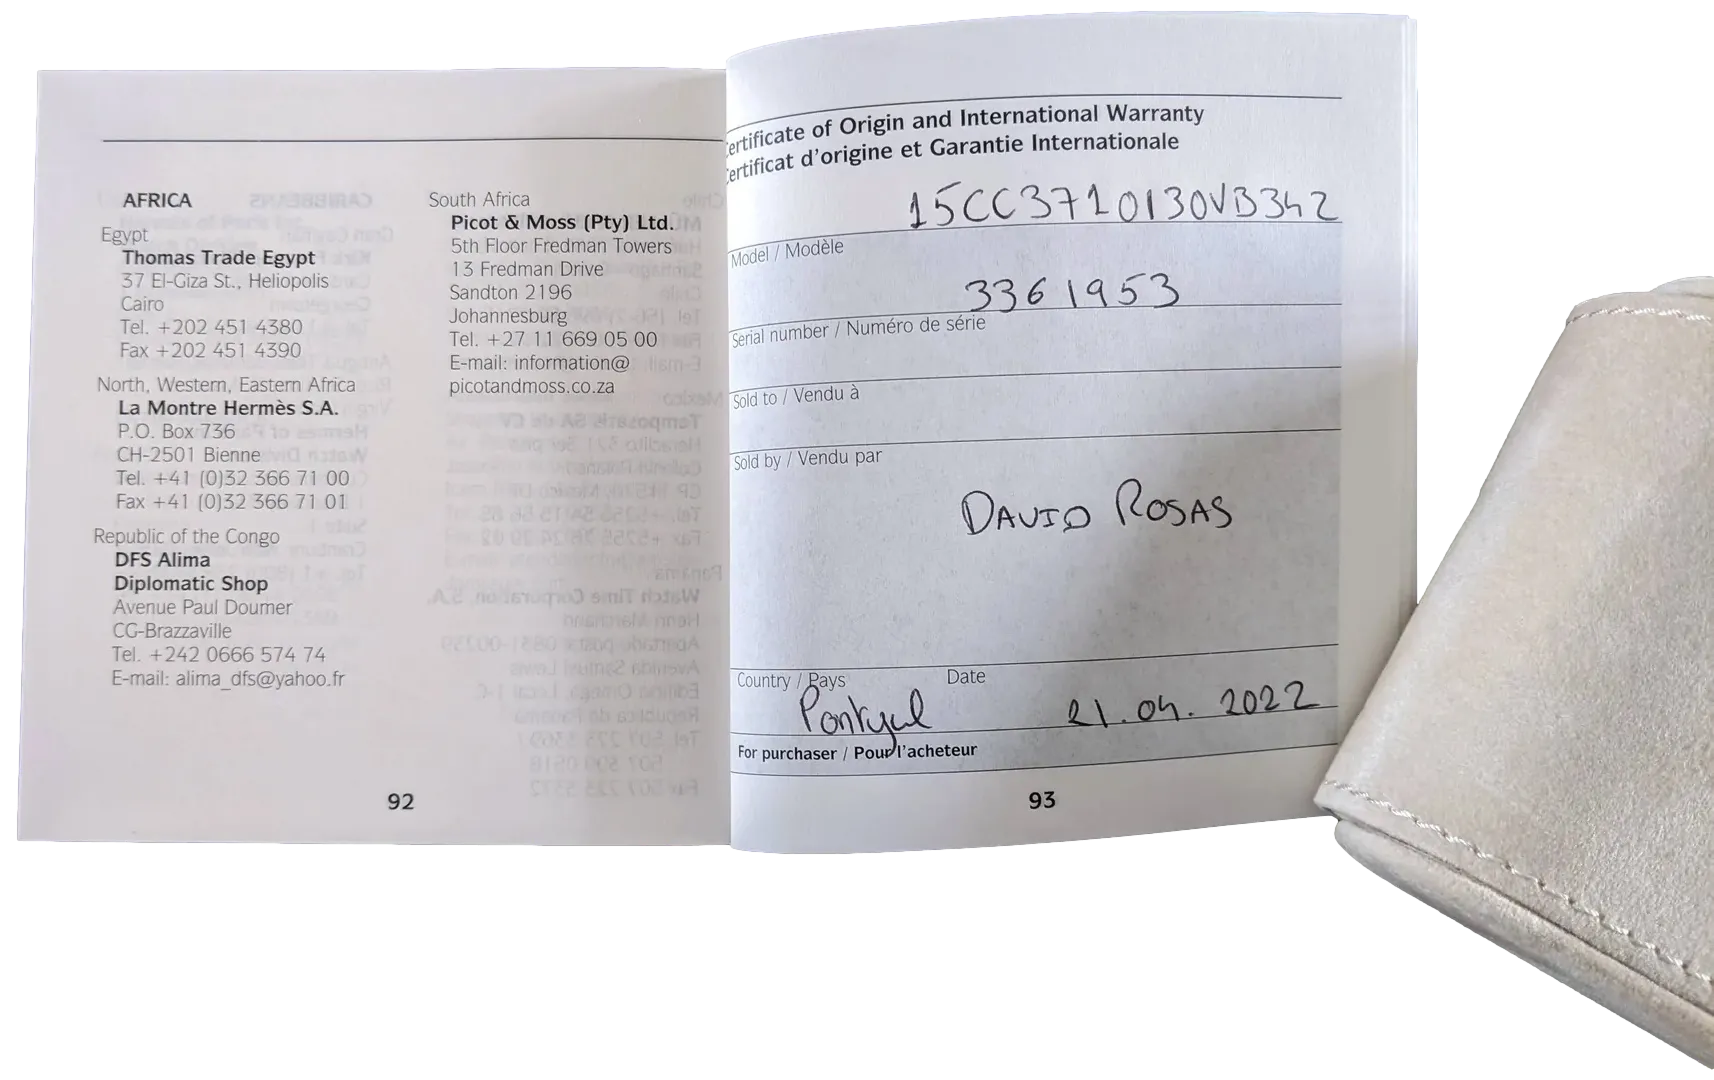 AFRICA
Egypt
Thomas Trade Egypt
37 El-Giza St., Heliopolis
Cairo
Tel. +202 451 4380
Fax +202 451 4390
North, Western, Eastern Africa
La Montre Hermès S.A.
P.O. Box 736
CH-2501 Bienne
Tel. +41 (0)32 366 71 00
Fax +41 (0)32 366 71 01
Republic of the Congo
DFS Alima
Diplomatic Shop
Avenue Paul Doumer
CG-Brazzaville
Tel. +242 0666 574 74
E-mail: alima_dfs@yahoo.fr
South Africa
Picot & Moss (Pty) Ltd.
5th Floor Fredman Towers
13 Fredman Drive
Sandton 2196
Johannesburg
Tel. +27 11 669 05 00
E-mail: information@
picotandmoss.co.za
92
Certificate of Origin and International Warranty
Certificat d'origine et Garantie Internationale
15CC3710130VB342
Model / Modèle
3361953
Serial number / Numéro de série
Sold to / Vendu à
Sold by / Vendu par
DAVID ROSAS
Country / Pays Date
Portugal 21.04.2022
For purchaser / Pour l'acheteur
93